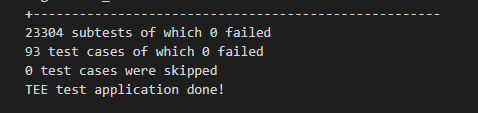 +-----------------------------------------------------
23304 subtests of which 0 failed
93 test cases of which 0 failed
0 test cases were skipped
TEE test application done!